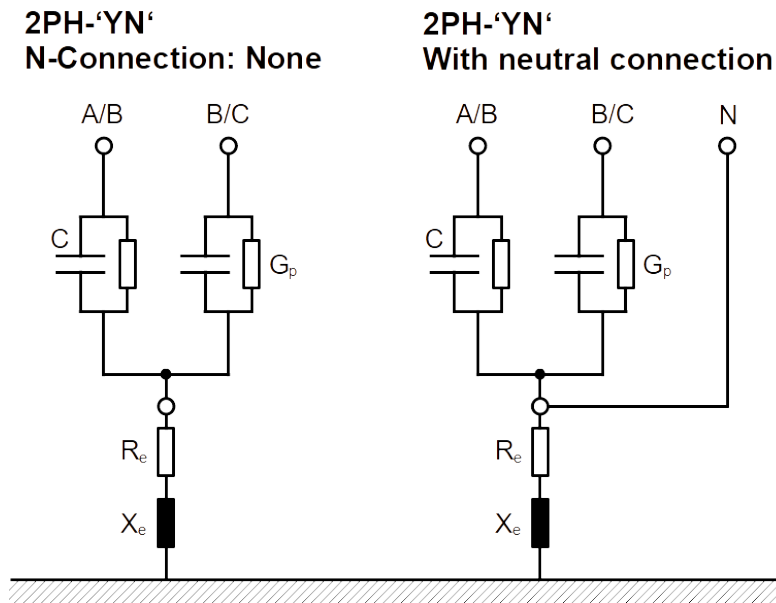 2PH-‘YN‘
N-Connection: None
A/B
B/C
C
Gp
Re
Xe
2PH-‘YN‘
With neutral connection
A/B
B/C
N
C
Gp
Re
Xe